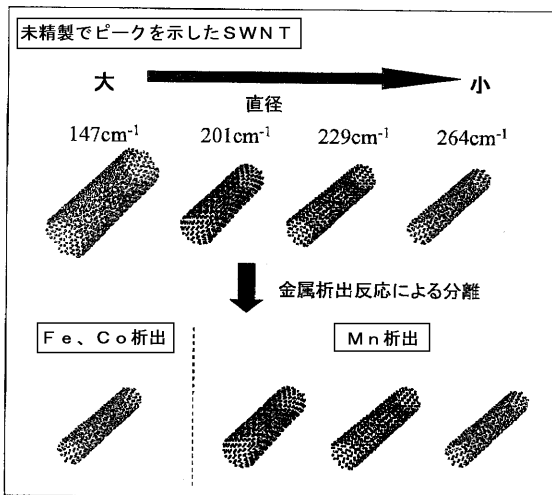 未精製でピークを示したＳＷＮＴ
大 小
直径
147cm⁻¹ 201cm⁻¹ 229cm⁻¹ 264cm⁻¹
金属析出反応による分離
Ｆｅ、Ｃｏ析出 Ｍｎ析出